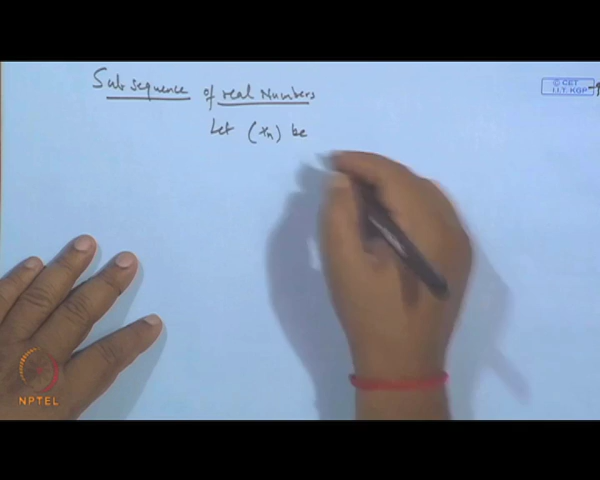 Subsequence of real Numbers
Let (xₙ) be
© CET
I.I.T. KGP
NPTEL